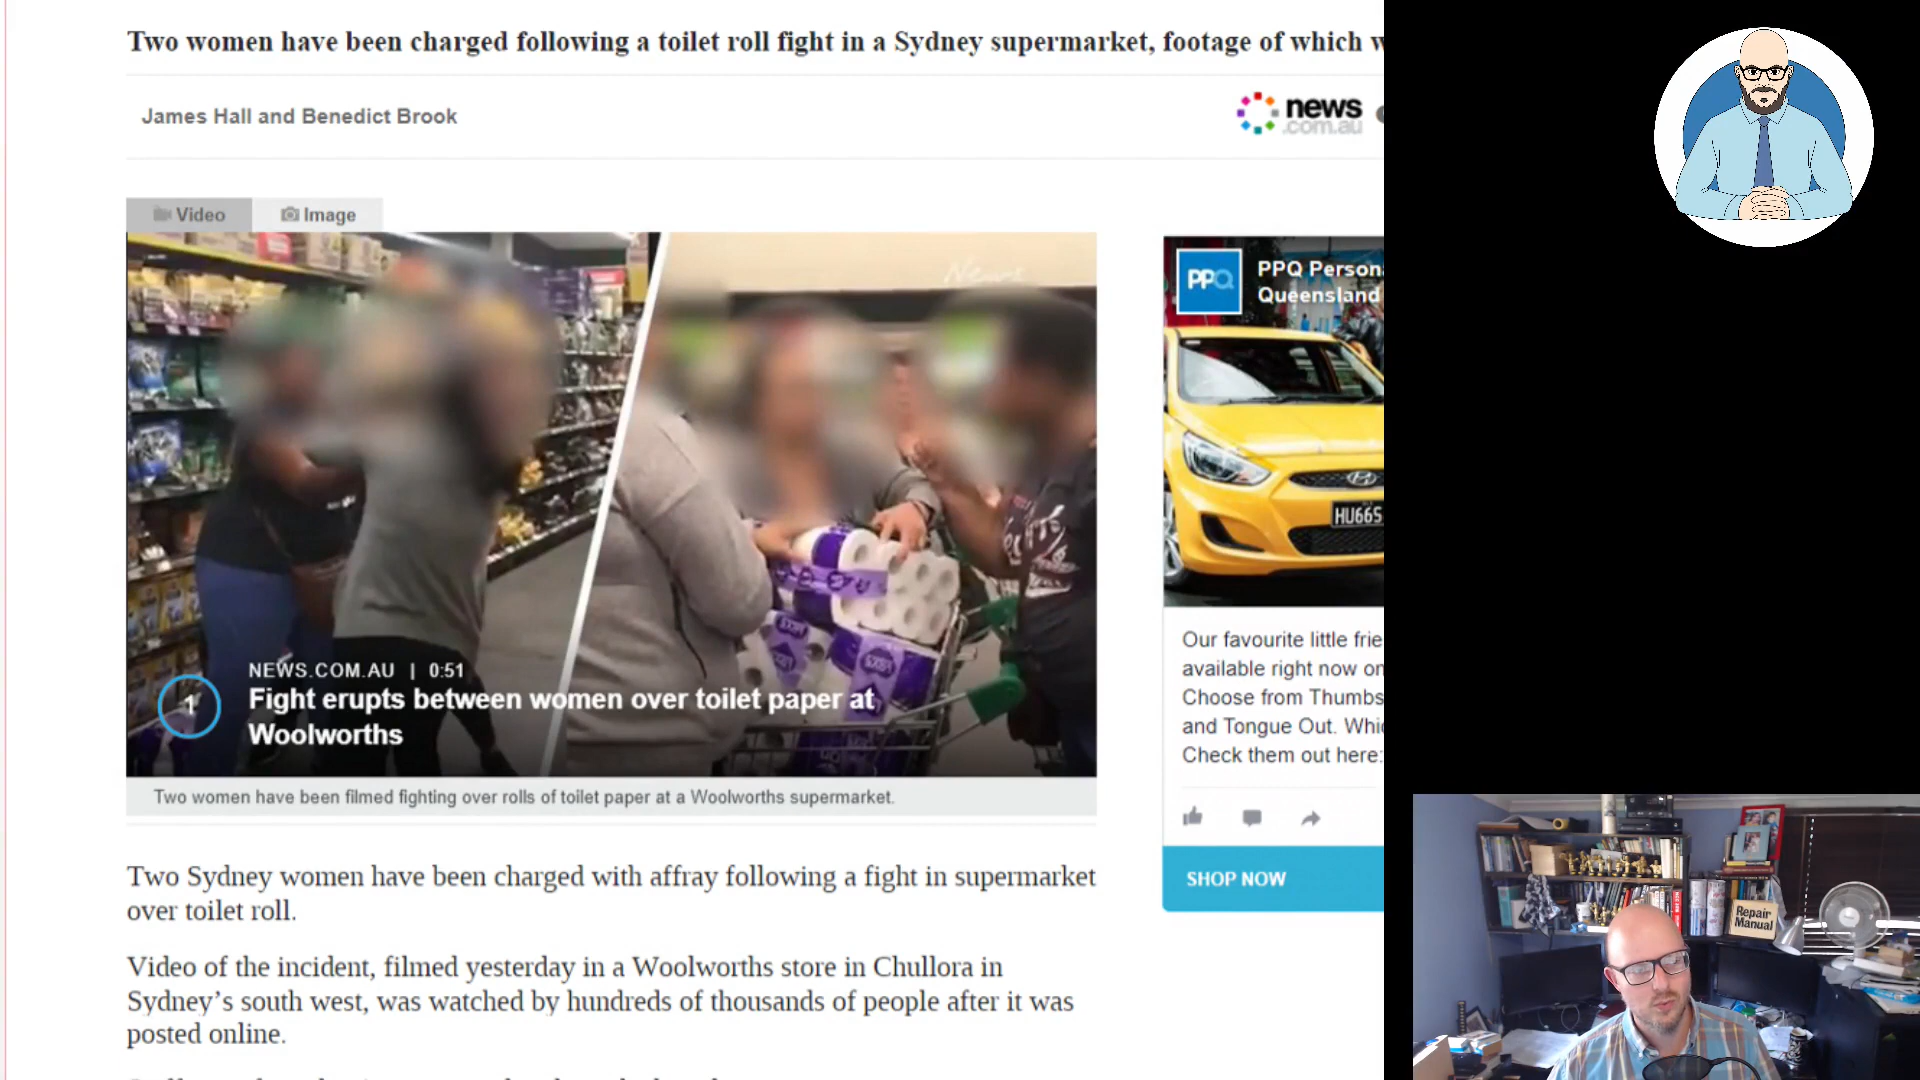 Two women have been charged following a toilet roll fight in a Sydney supermarket, footage of which w
James Hall and Benedict Brook
news
.com.au
Video
Image
News
NEWS.COM.AU | 0:51
1
Fight erupts between women over toilet paper at
Woolworths
Two women have been filmed fighting over rolls of toilet paper at a Woolworths supermarket.
Two Sydney women have been charged with affray following a fight in supermarket
over toilet roll.
Video of the incident, filmed yesterday in a Woolworths store in Chullora in
Sydney’s south west, was watched by hundreds of thousands of people after it was
posted online.
PPQ
PPQ Person
Queensland
HU665
Our favourite little frie
available right now on
Choose from Thumbs
and Tongue Out. Whi
Check them out here:
SHOP NOW
Repair
Manual